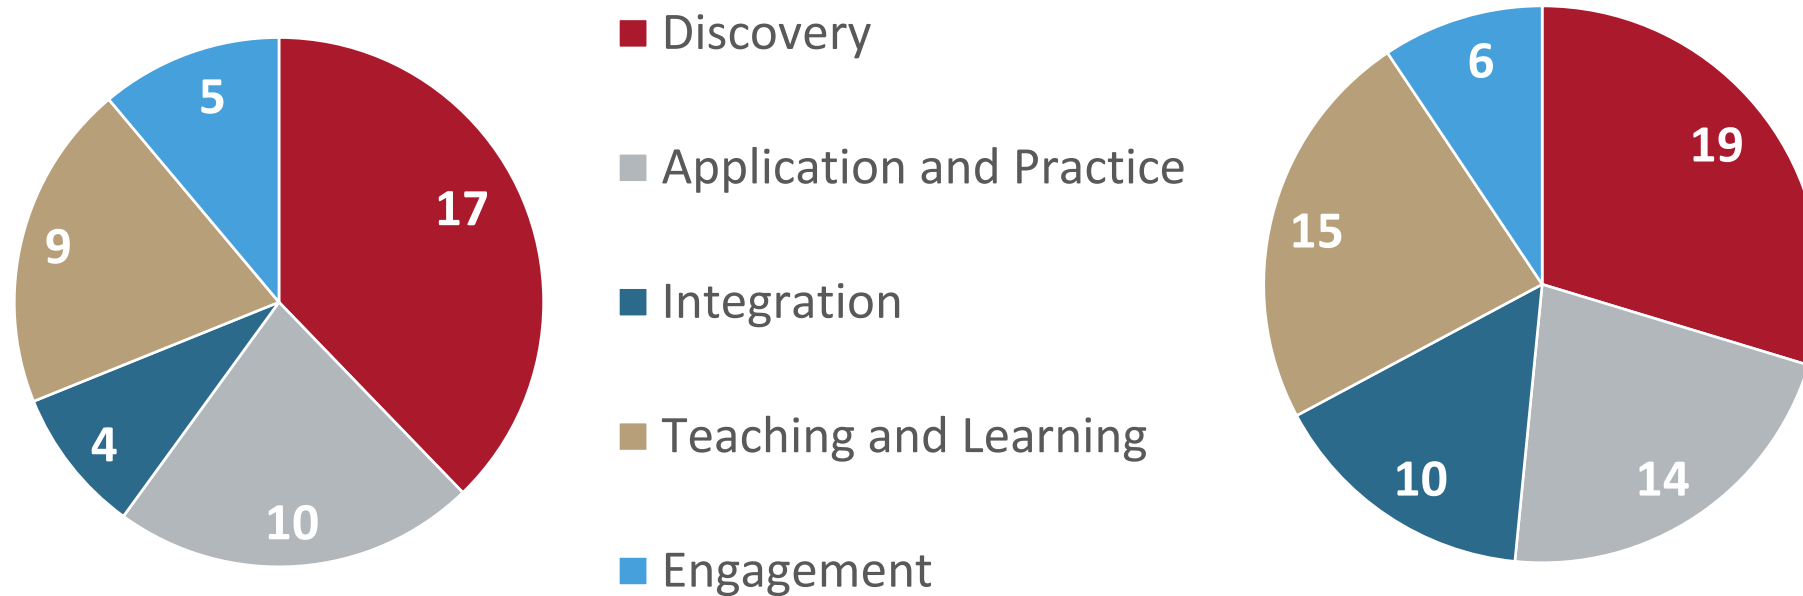 5
17
9
4
10
Discovery
Application and Practice
Integration
Teaching and Learning
Engagement
6
19
15
10
14